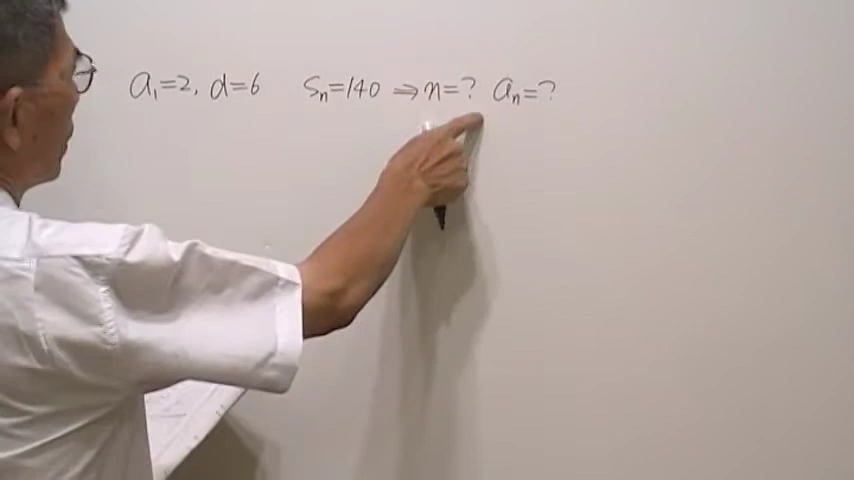 a₁=2, d=6 Sₙ=140 ⇒ n=? aₙ=?